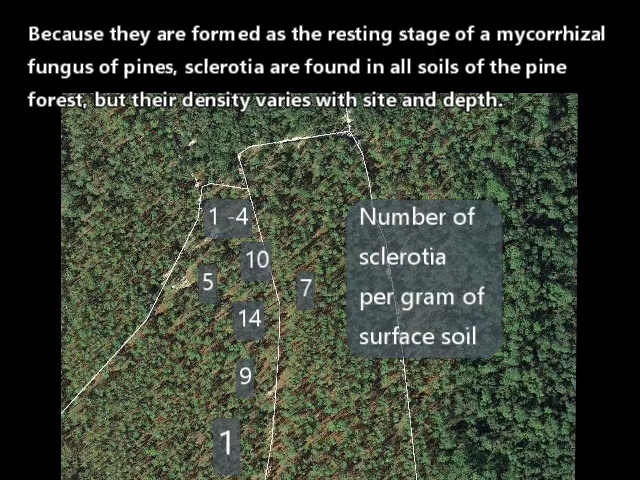 Because they are formed as the resting stage of a mycorrhizal
fungus of pines, sclerotia are found in all soils of the pine
forest, but their density varies with site and depth.
1 -4
10
5
7
14
9
1
Number of
sclerotia
per gram of
surface soil